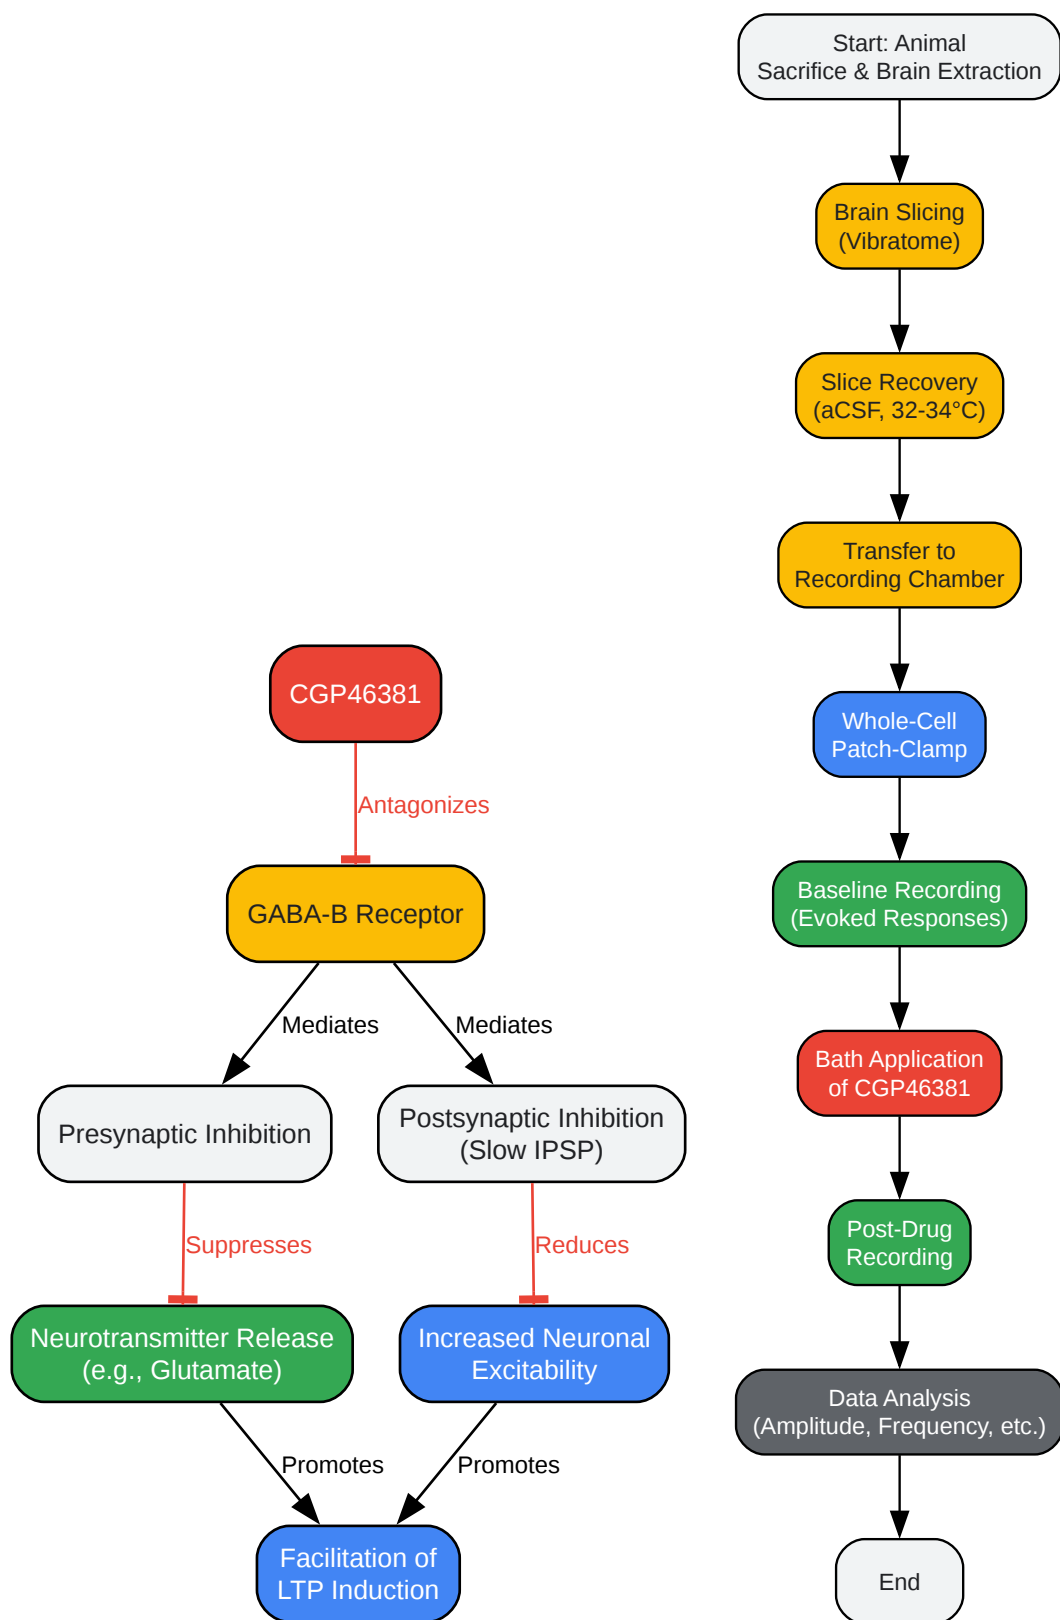 CGP46381
Antagonizes
GABA-B Receptor
Mediates
Mediates
Presynaptic Inhibition
Postsynaptic Inhibition
(Slow IPSP)
Suppresses
Reduces
Neurotransmitter Release
(e.g., Glutamate)
Increased Neuronal
Excitability
Promotes
Promotes
Facilitation of
LTP Induction
Start: Animal
Sacrifice & Brain Extraction
Brain Slicing
(Vibratome)
Slice Recovery
(aCSF, 32-34°C)
Transfer to
Recording Chamber
Whole-Cell
Patch-Clamp
Baseline Recording
(Evoked Responses)
Bath Application
of CGP46381
Post-Drug
Recording
Data Analysis
(Amplitude, Frequency, etc.)
End